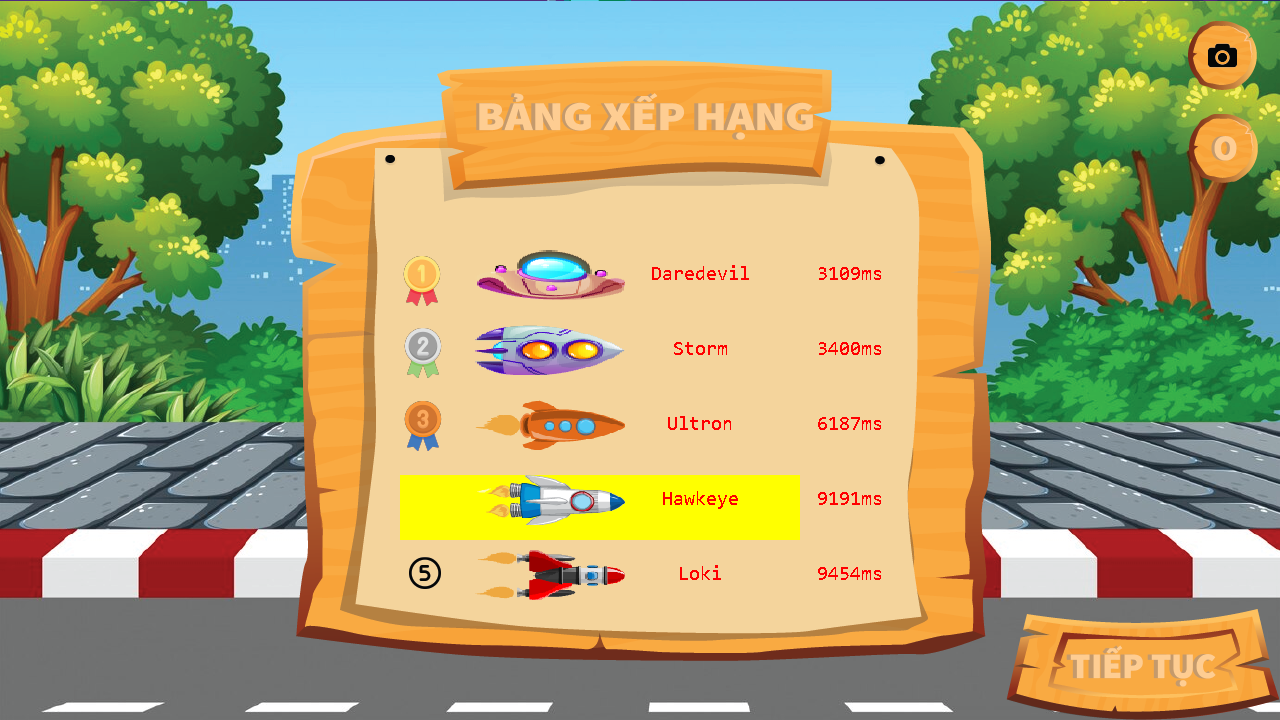 BẢNG XẾP HẠNG
0
1 Daredevil 3109ms
2 Storm 3400ms
3 Ultron 6187ms
Hawkeye 9191ms
5 Loki 9454ms
TIẾP TỤC